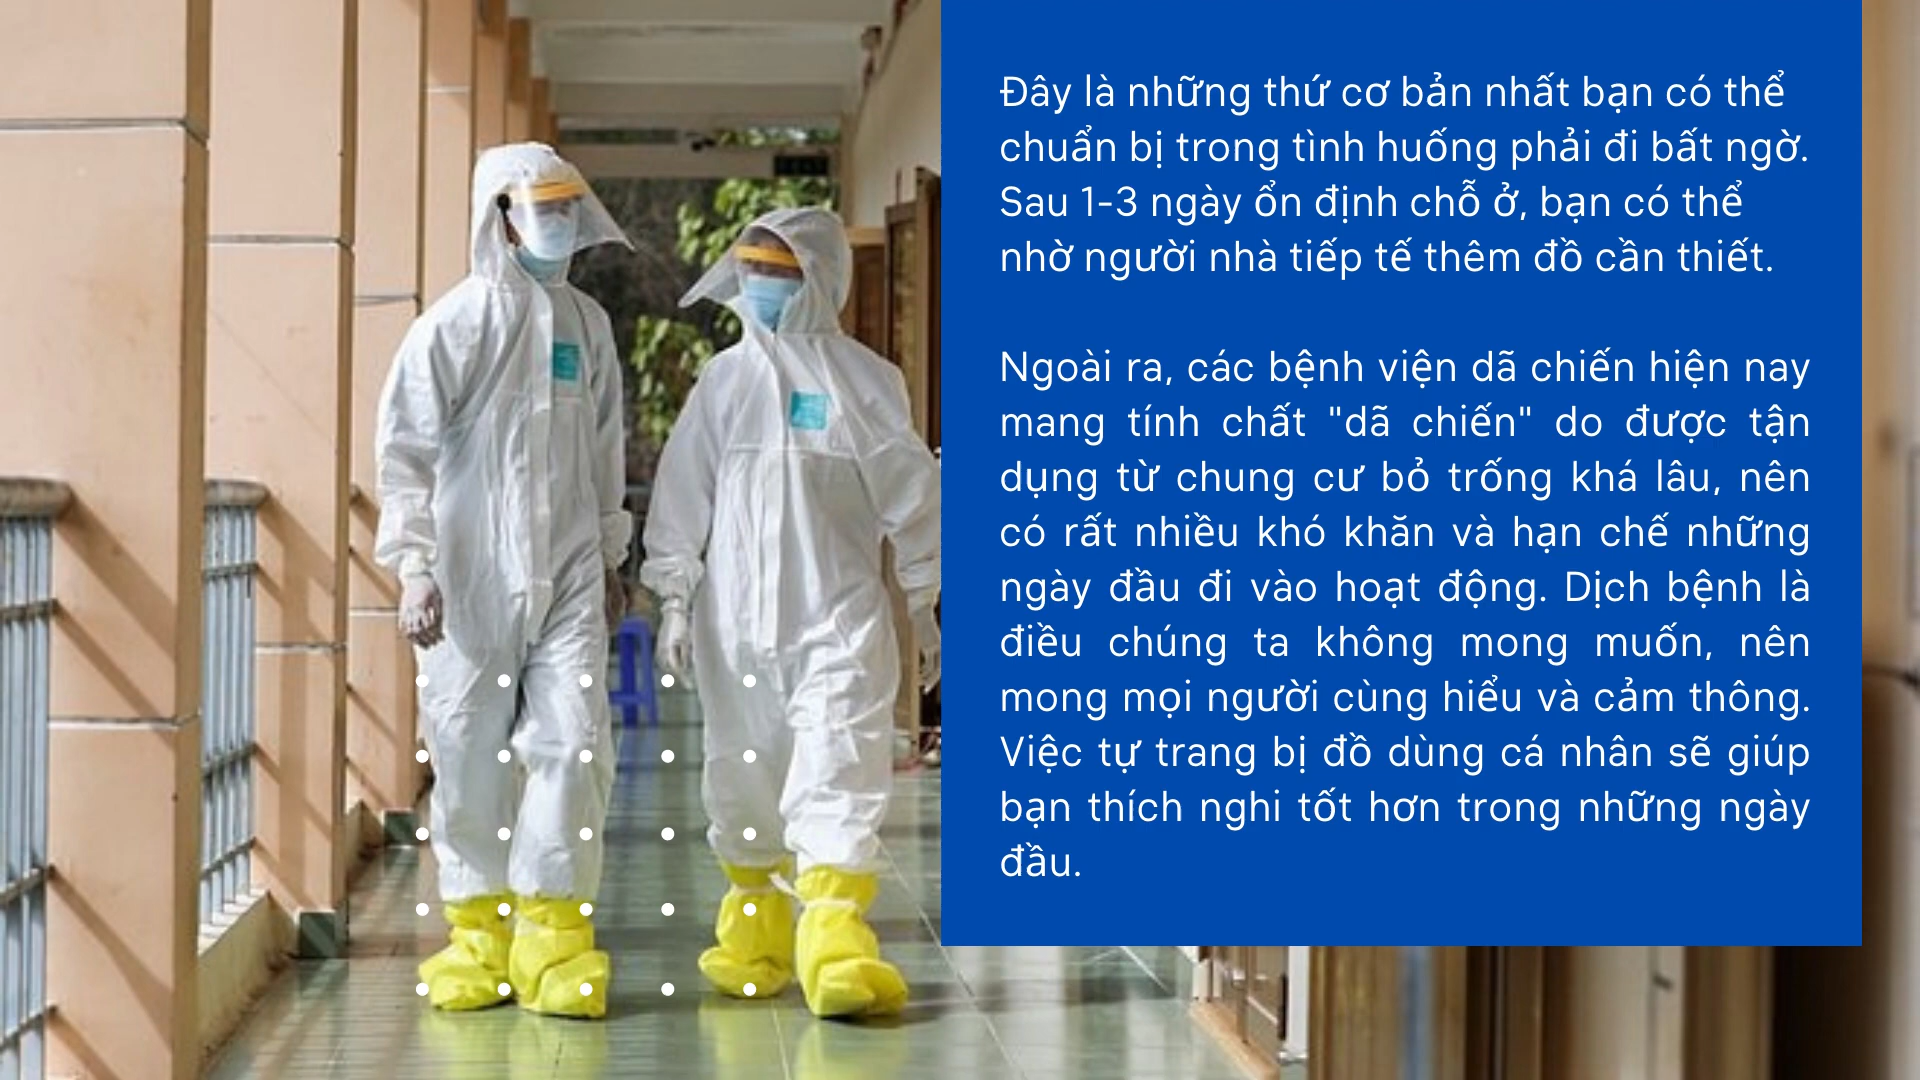 Đây là những thứ cơ bản nhất bạn có thể
chuẩn bị trong tình huống phải đi bất ngờ.
Sau 1-3 ngày ổn định chỗ ở, bạn có thể
nhờ người nhà tiếp tế thêm đồ cần thiết.
Ngoài ra, các bệnh viện dã chiến hiện nay
mang tính chất "dã chiến" do được tận
dụng từ chung cư bỏ trống khá lâu, nên
có rất nhiều khó khăn và hạn chế những
ngày đầu đi vào hoạt động. Dịch bệnh là
điều chúng ta không mong muốn, nên
mong mọi người cùng hiểu và cảm thông.
Việc tự trang bị đồ dùng cá nhân sẽ giúp
bạn thích nghi tốt hơn trong những ngày
đầu.